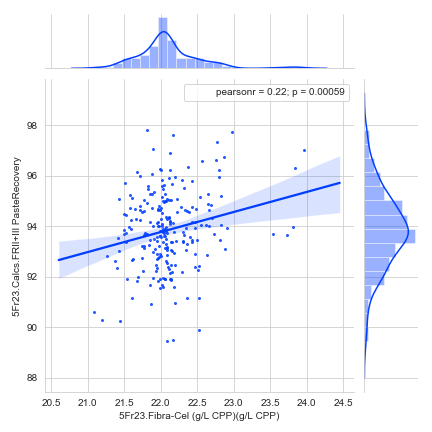 pearsonr = 0.22; p = 0.00059
98
96
94
92
90
88
5Fr23.Calcs.FRII+III PasteRecovery
20.5 21.0 21.5 22.0 22.5 23.0 23.5 24.0 24.5
5Fr23.Fibra-Cel (g/L CPP)(g/L CPP)